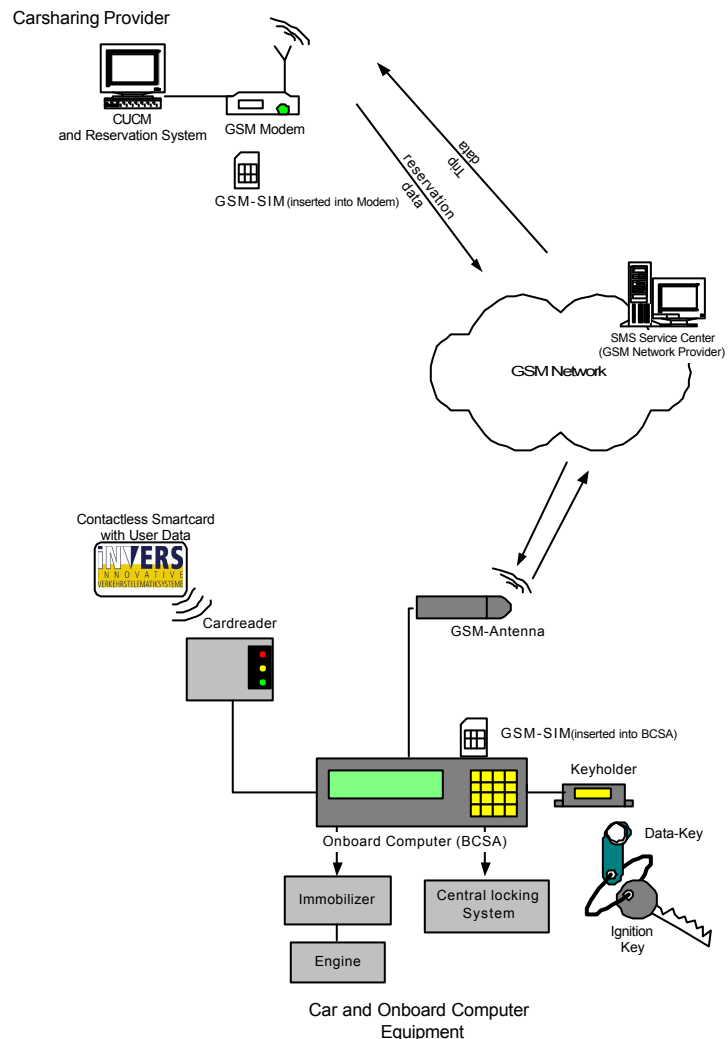 Carsharing Provider
CUCM
and Reservation System
GSM Modem
GSM-SIM(inserted into Modem)
Trip
data
reservation
data
SMS Service Center
(GSM Network Provider)
GSM Network
Contactless Smartcard
with User Data
iNVERS
INNOVATIVE
VERKEHRSTELEMATIKSYSTEME
Cardreader
GSM-Antenna
GSM-SIM(inserted into BCSA)
Keyholder
Onboard Computer (BCSA)
Data-Key
Immobilizer
Central locking
System
Ignition
Key
Engine
Car and Onboard Computer
Equipment